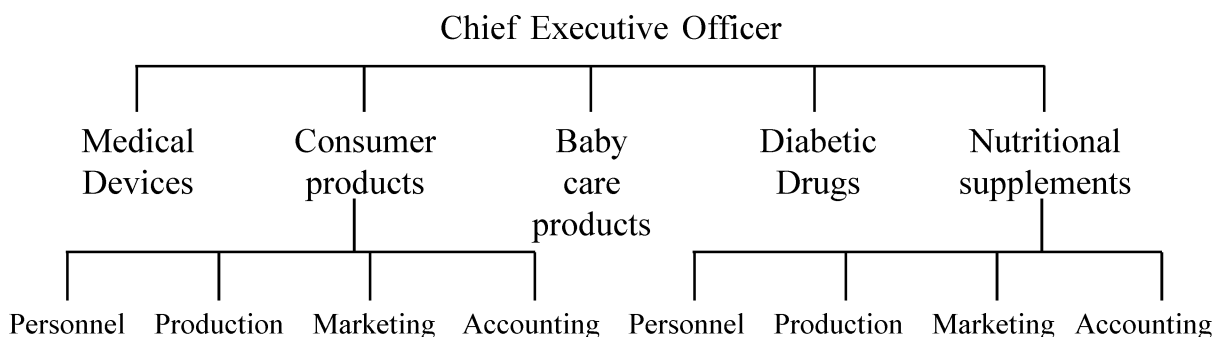 Chief Executive Officer
Medical Consumer Baby Diabetic Nutritional
Devices products care Drugs supplements
products
Personnel Production Marketing Accounting Personnel Production Marketing Accounting